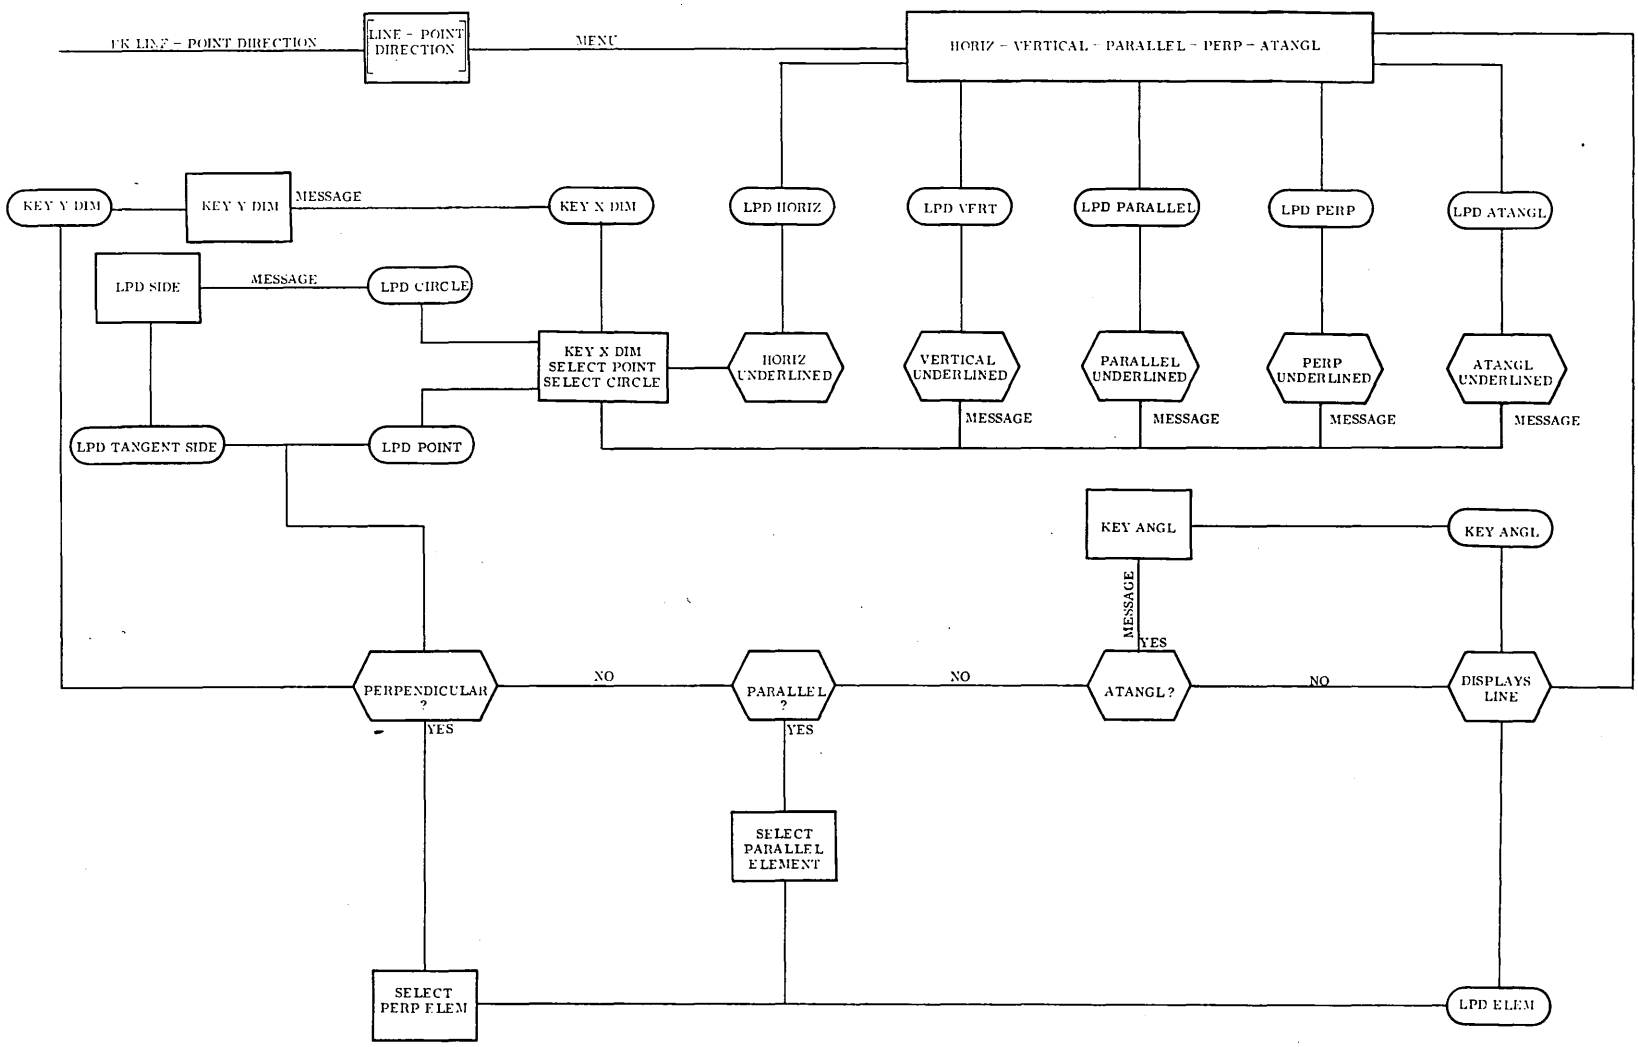 LINE - POINT DIRECTION
LINE - POINT
DIRECTION
MENU
HORIZ - VERTICAL - PARALLEL - PERP - ATANGL
KEY Y DIM
KEY Y DIM
MESSAGE
KEY X DIM
LPD HORIZ
LPD VERT
LPD PARALLEL
LPD PERP
LPD ATANGL
LPD SIDE
MESSAGE
LPD CIRCLE
KEY X DIM
SELECT POINT
SELECT CIRCLE
HORIZ
UNDERLINED
VERTICAL
UNDERLINED
PARALLEL
UNDERLINED
PERP
UNDERLINED
ATANGL
UNDERLINED
MESSAGE
MESSAGE
MESSAGE
MESSAGE
LPD TANGENT SIDE
LPD POINT
KEY ANGL
KEY ANGL
MESSAGE
YES
PERPENDICULAR
?
NO
PARALLEL
?
NO
ATANGL?
NO
DISPLAYS
LINE
YES
YES
SELECT
PARALLEL
ELEMENT
SELECT
PERP ELEM
LPD ELEM